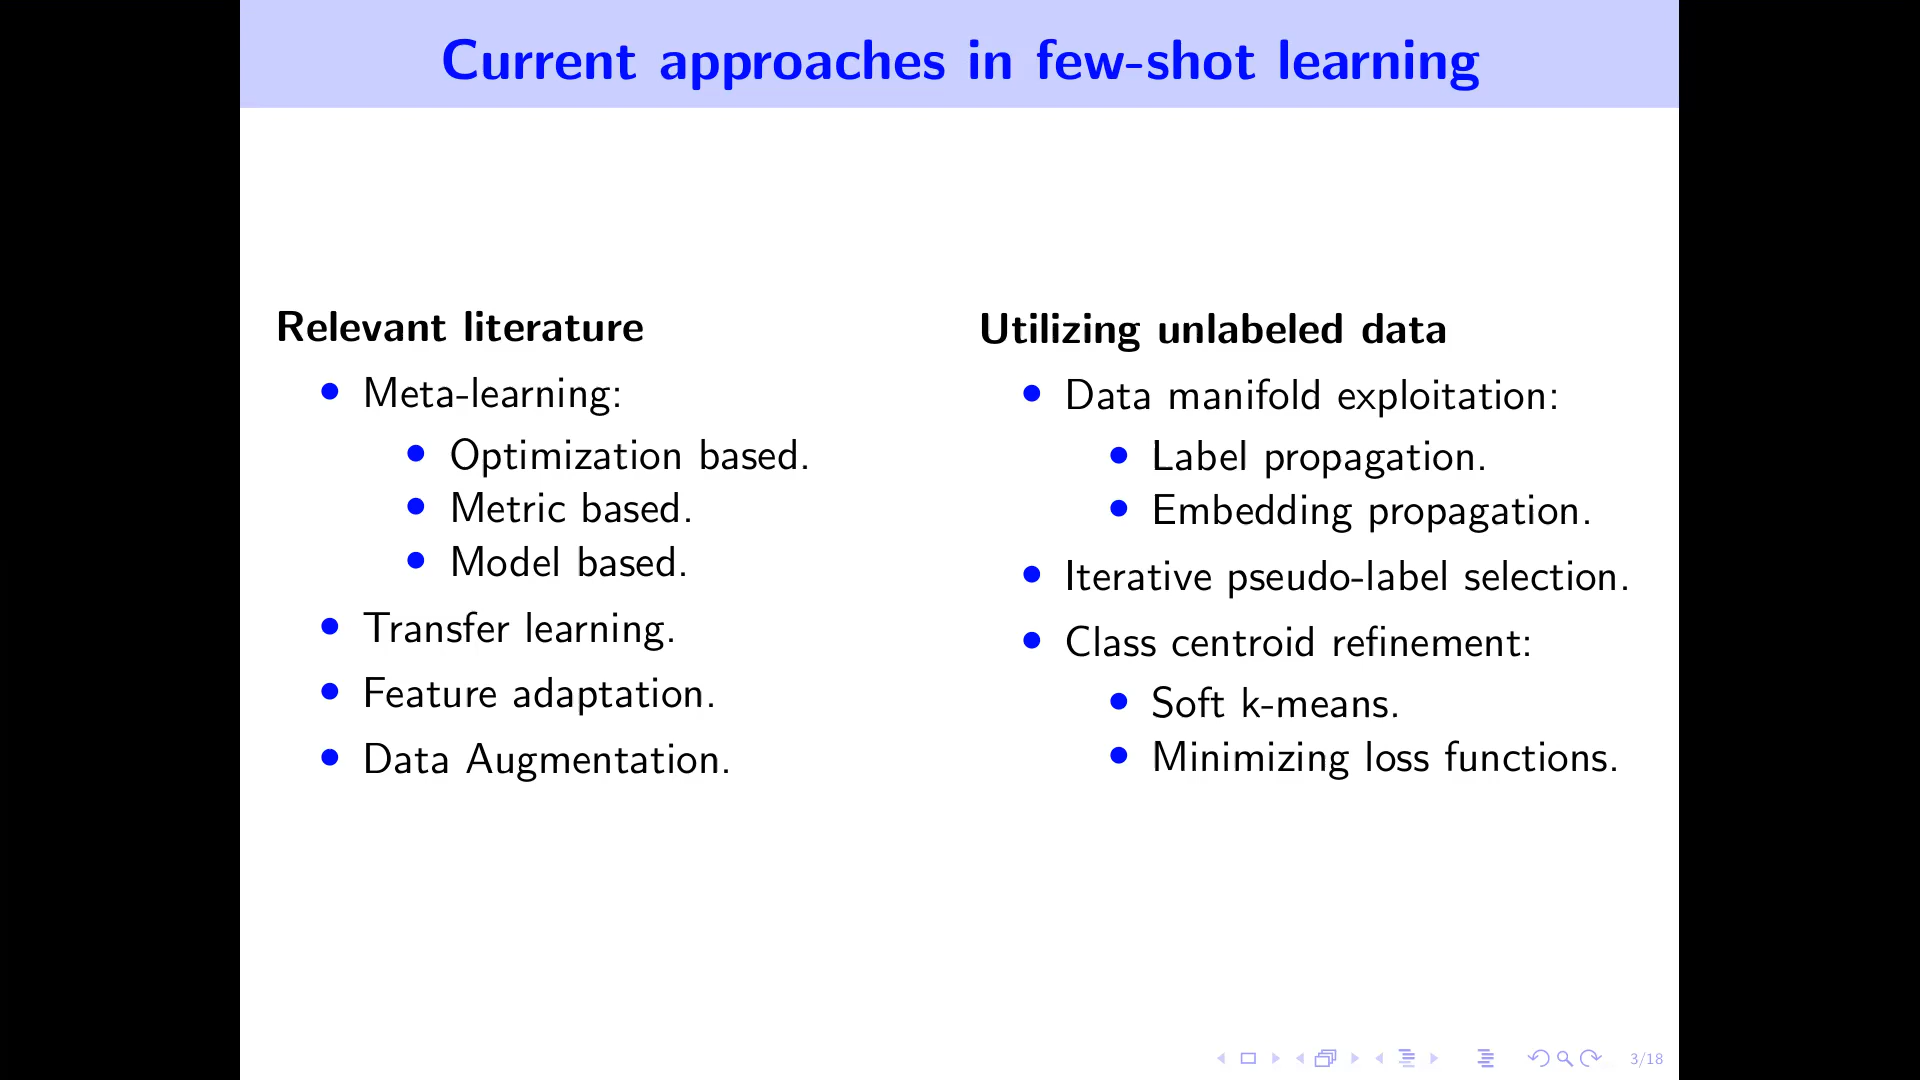 Current approaches in few-shot learning
Relevant literature
Meta-learning:
Optimization based.
Metric based.
Model based.
Transfer learning.
Feature adaptation.
Data Augmentation.
Utilizing unlabeled data
Data manifold exploitation:
Label propagation.
Embedding propagation.
Iterative pseudo-label selection.
Class centroid refinement:
Soft k-means.
Minimizing loss functions.
3/18